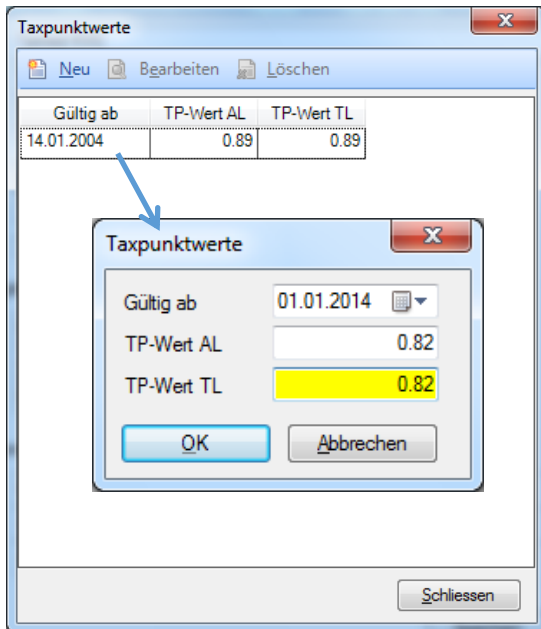 Taxpunktwerte
Neu Bearbeiten Löschen
Gültig ab TP-Wert AL TP-Wert TL
14.01.2004 0.89 0.89
Taxpunktwerte
Gültig ab 01.01.2014
TP-Wert AL 0.82
TP-Wert TL 0.82
OK Abbrechen
Schliessen